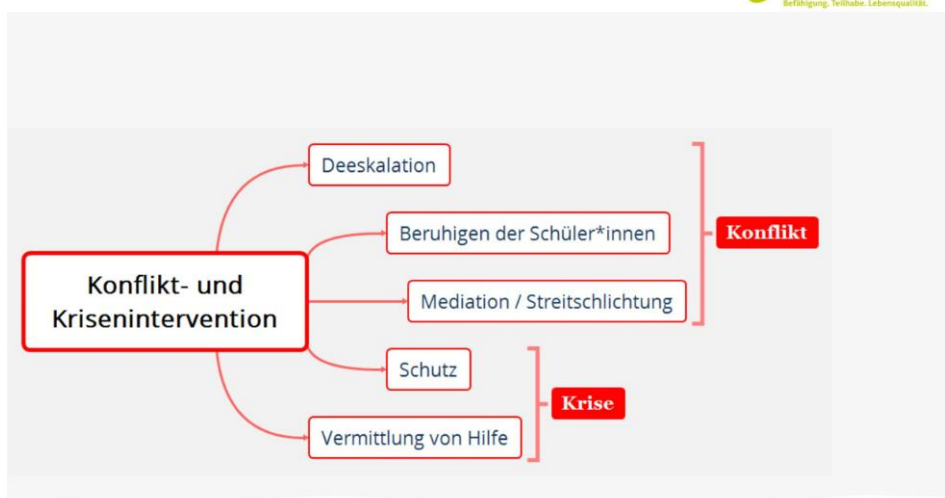 Befähigung. Teilhabe. Lebensqualität.
Deeskalation
Beruhigen der Schüler*innen
Konflikt
Konflikt- und
Krisenintervention
Mediation / Streitschlichtung
Schutz
Krise
Vermittlung von Hilfe